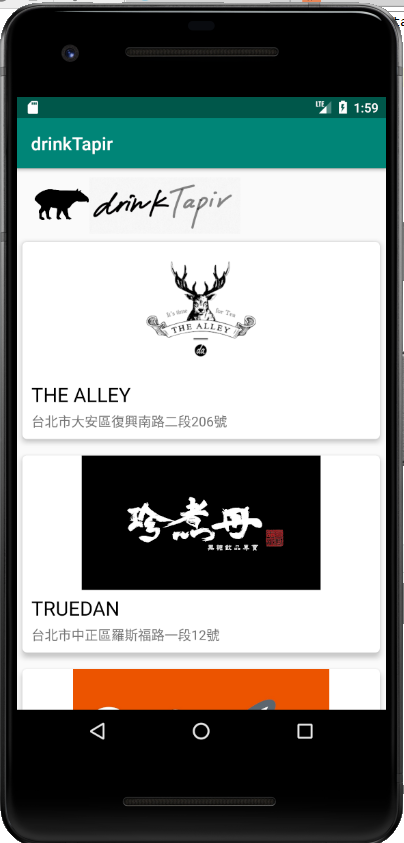 LTE 1:59
drinkTapir
drinkTapir
It's time for Tea
THE ALLEY
THE ALLEY
台北市大安區復興南路二段206號
珍煮丹
黑糖飲品專賣
TRUEDAN
台北市中正區羅斯福路一段12號